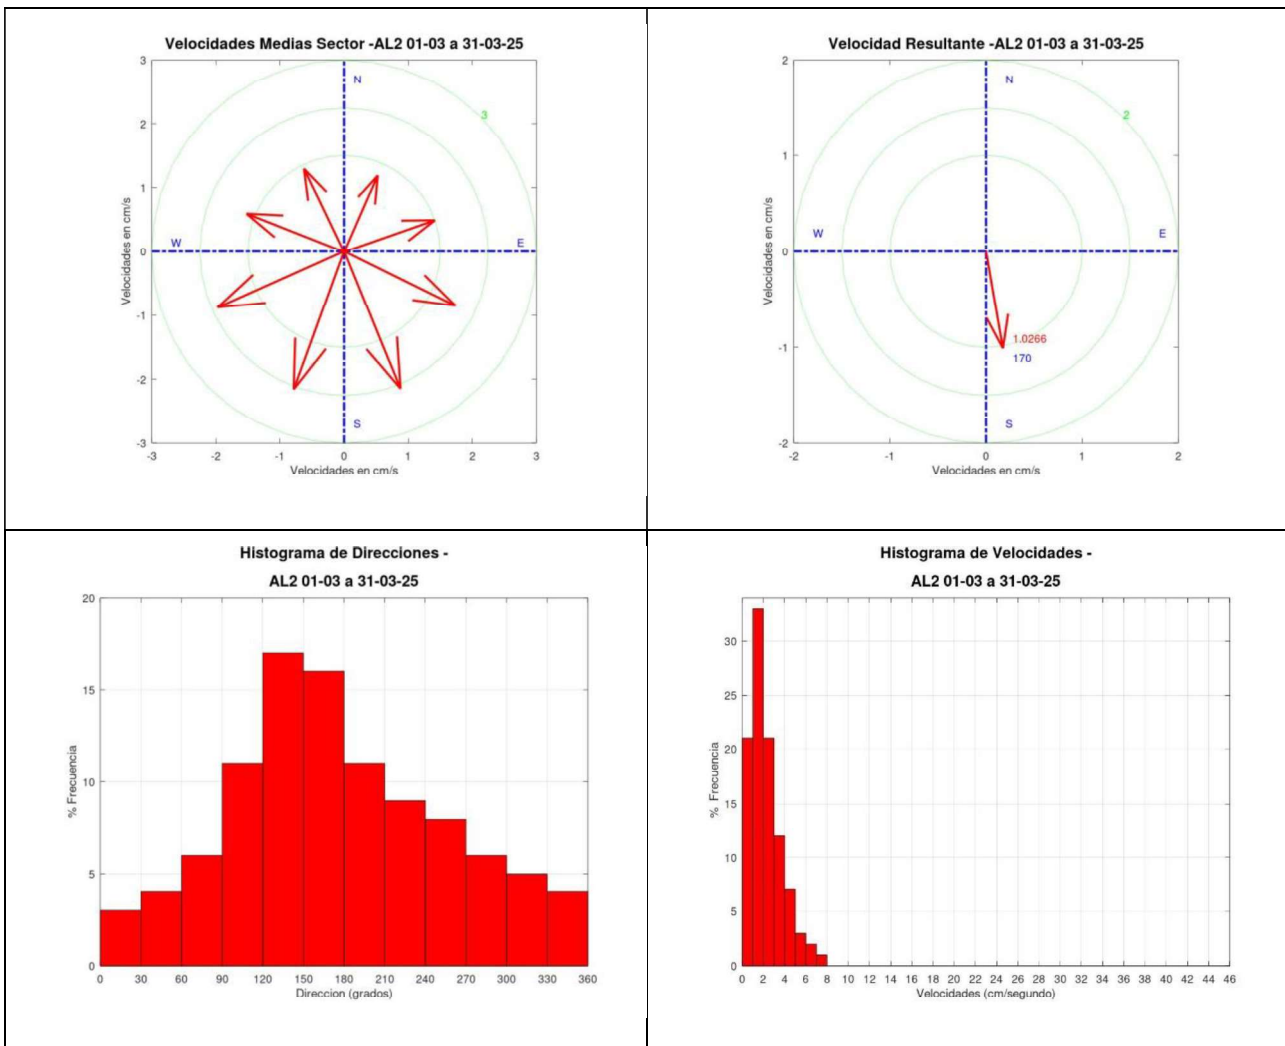 Velocidades Medias Sector -AL2 01-03 a 31-03-25
3
N
3
2
1
Velocidades en cm/s
0
W
E
-1
-2
S
-3
-3 -2 -1 0 1 2 3
Velocidades en cm/s
Velocidad Resultante -AL2 01-03 a 31-03-25
2
N
2
1
Velocidades en cm/s
W
E
0
-1
1.0266
170
S
-2
-2 -1 0 1 2
Velocidades en cm/s
Histograma de Direcciones -
AL2 01-03 a 31-03-25
20
15
% Frecuencia
10
5
0
0 30 60 90 120 150 180 210 240 270 300 330 360
Direccion (grados)
Histograma de Velocidades -
AL2 01-03 a 31-03-25
30
25
20
% Frecuencia
15
10
5
0
0 2 4 6 8 10 12 14 16 18 20 22 24 26 28 30 32 34 36 38 40 42 44 46
Velocidades (cm/segundo)